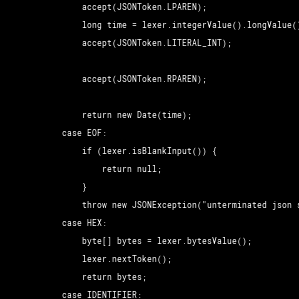 accept(JSONToken.LPAREN);
long time = lexer.integerValue().longValue(
accept(JSONToken.LITERAL_INT);
accept(JSONToken.RPAREN);
return new Date(time);
case EOF:
if (lexer.isBlankInput()) {
return null;
}
throw new JSONException("unterminated json
case HEX:
byte[] bytes = lexer.bytesValue();
lexer.nextToken();
return bytes;
case IDENTIFIER: